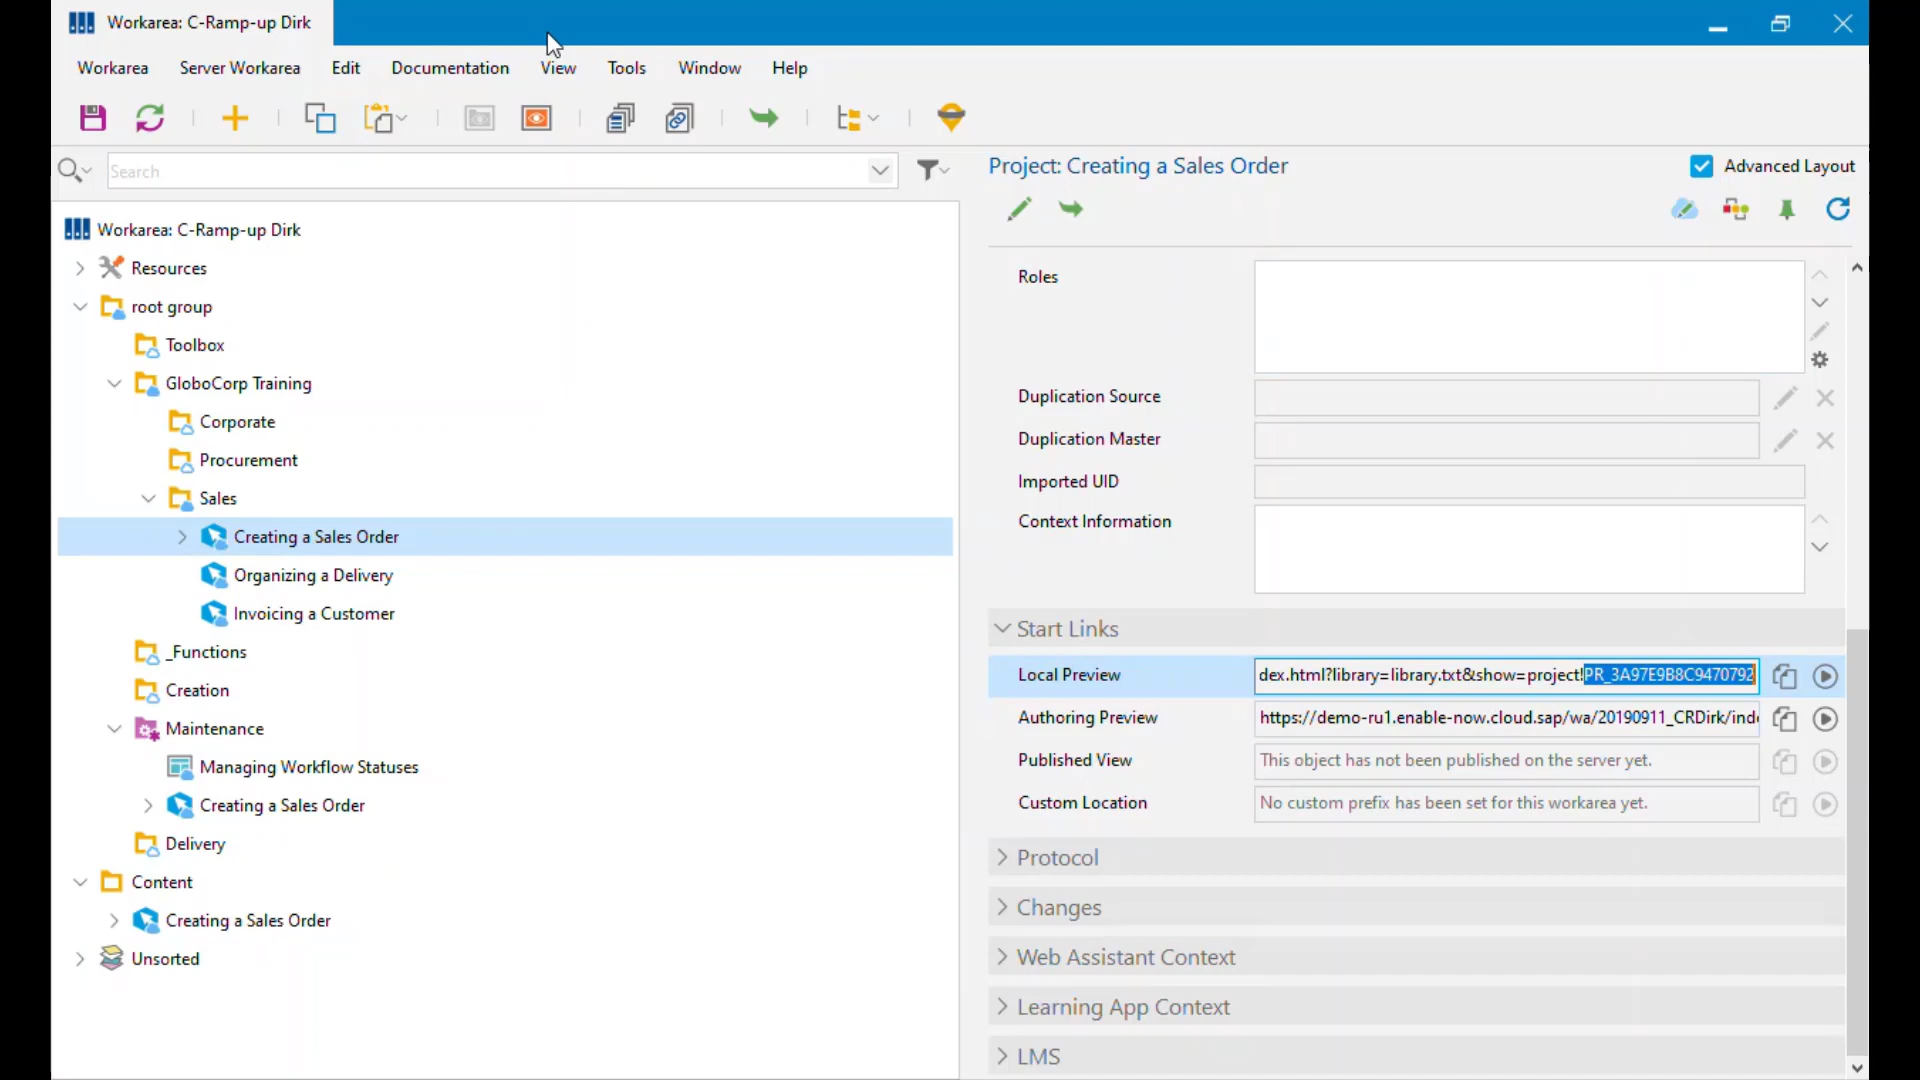 Workarea: C-Ramp-up Dirk
Workarea
Server Workarea
Edit
Documentation
View
Tools
Window
Help
Search
Workarea: C-Ramp-up Dirk
Resources
root group
Toolbox
GloboCorp Training
Corporate
Procurement
Sales
Creating a Sales Order
Organizing a Delivery
Invoicing a Customer
_Functions
Creation
Maintenance
Managing Workflow Statuses
Creating a Sales Order
Delivery
Content
Creating a Sales Order
Unsorted
Project: Creating a Sales Order
Advanced Layout
Roles
Duplication Source
Duplication Master
Imported UID
Context Information
Start Links
Local Preview
dex.html?library=library.txt&show=project!PR_3A97E9B8C9470792
Authoring Preview
https://demo-ru1.enable-now.cloud.sap/wa/20190911_CRDirk/ind
Published View
This object has not been published on the server yet.
Custom Location
No custom prefix has been set for this workarea yet.
Protocol
Changes
Web Assistant Context
Learning App Context
LMS